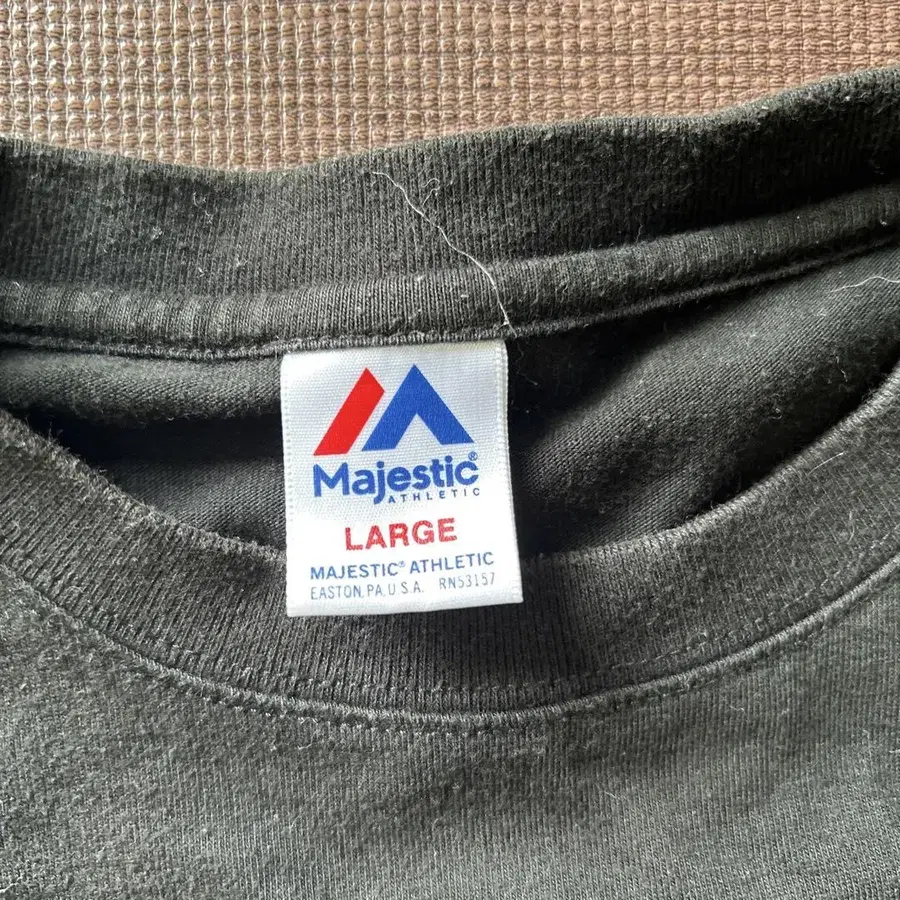 Majestic®
ATHLETIC
LARGE
MAJESTIC® ATHLETIC
EASTON, PA, U.S.A. RN53157